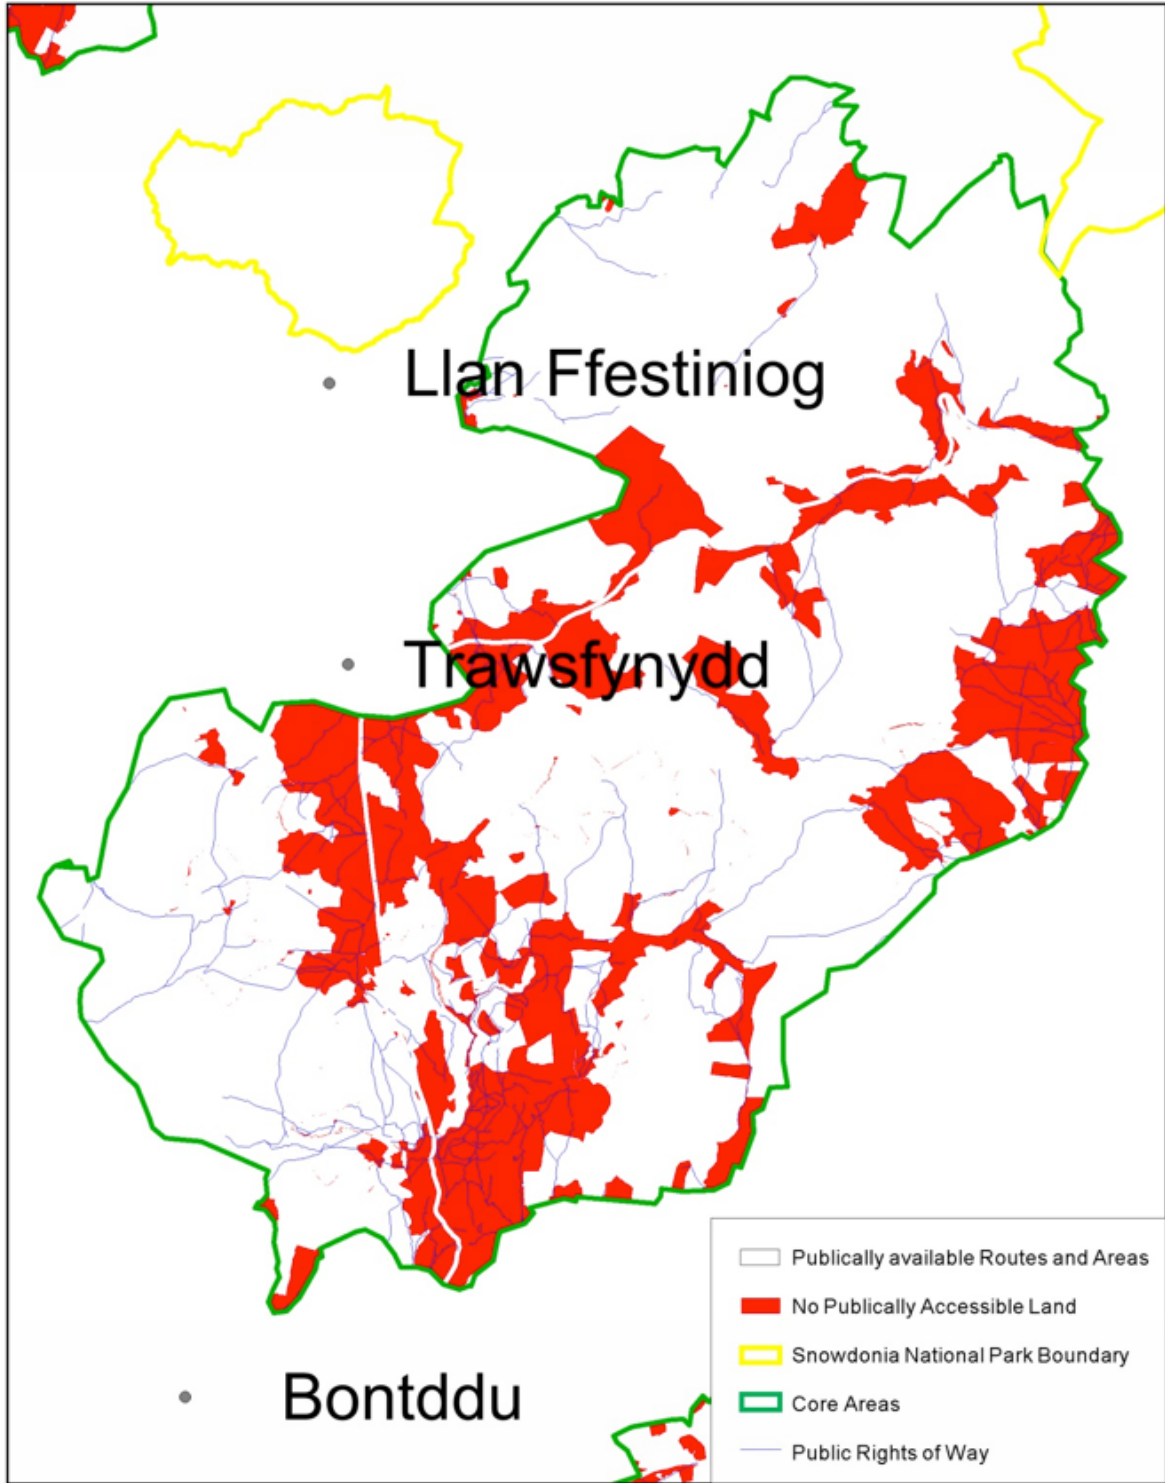 Llan Ffestiniog
Trawsfynydd
Bontddu
Publically available Routes and Areas
No Publically Accessible Land
Snowdonia National Park Boundary
Core Areas
Public Rights of Way